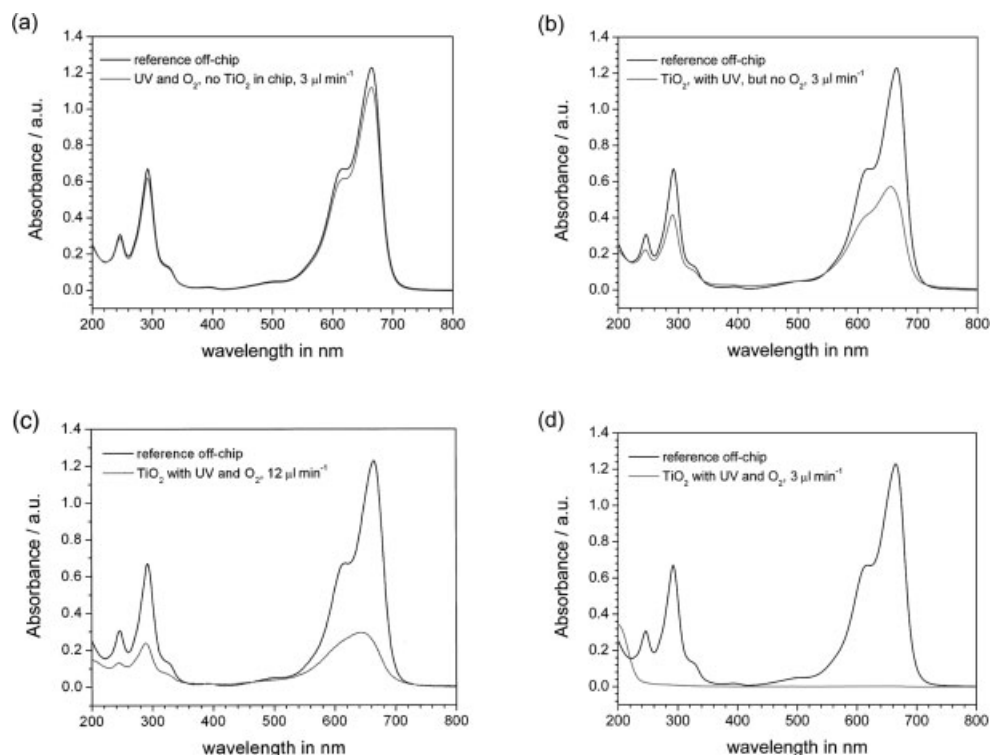 (a)
reference off-chip
UV and O₂, no TiO₂ in chip, 3 µl min⁻¹
Absorbance / a.u.
1.4
1.2
1.0
0.8
0.6
0.4
0.2
0.0
200 300 400 500 600 700 800
wavelength in nm
(b)
reference off-chip
TiO₂, with UV, but no O₂, 3 µl min⁻¹
Absorbance / a.u.
1.4
1.2
1.0
0.8
0.6
0.4
0.2
0.0
200 300 400 500 600 700 800
wavelength in nm
(c)
reference off-chip
TiO₂ with UV and O₂, 12 µl min⁻¹
Absorbance / a.u.
1.4
1.2
1.0
0.8
0.6
0.4
0.2
0.0
200 300 400 500 600 700 800
wavelength in nm
(d)
reference off-chip
TiO₂ with UV and O₂, 3 µl min⁻¹
Absorbance / a.u.
1.4
1.2
1.0
0.8
0.6
0.4
0.2
0.0
200 300 400 500 600 700 800
wavelength in nm